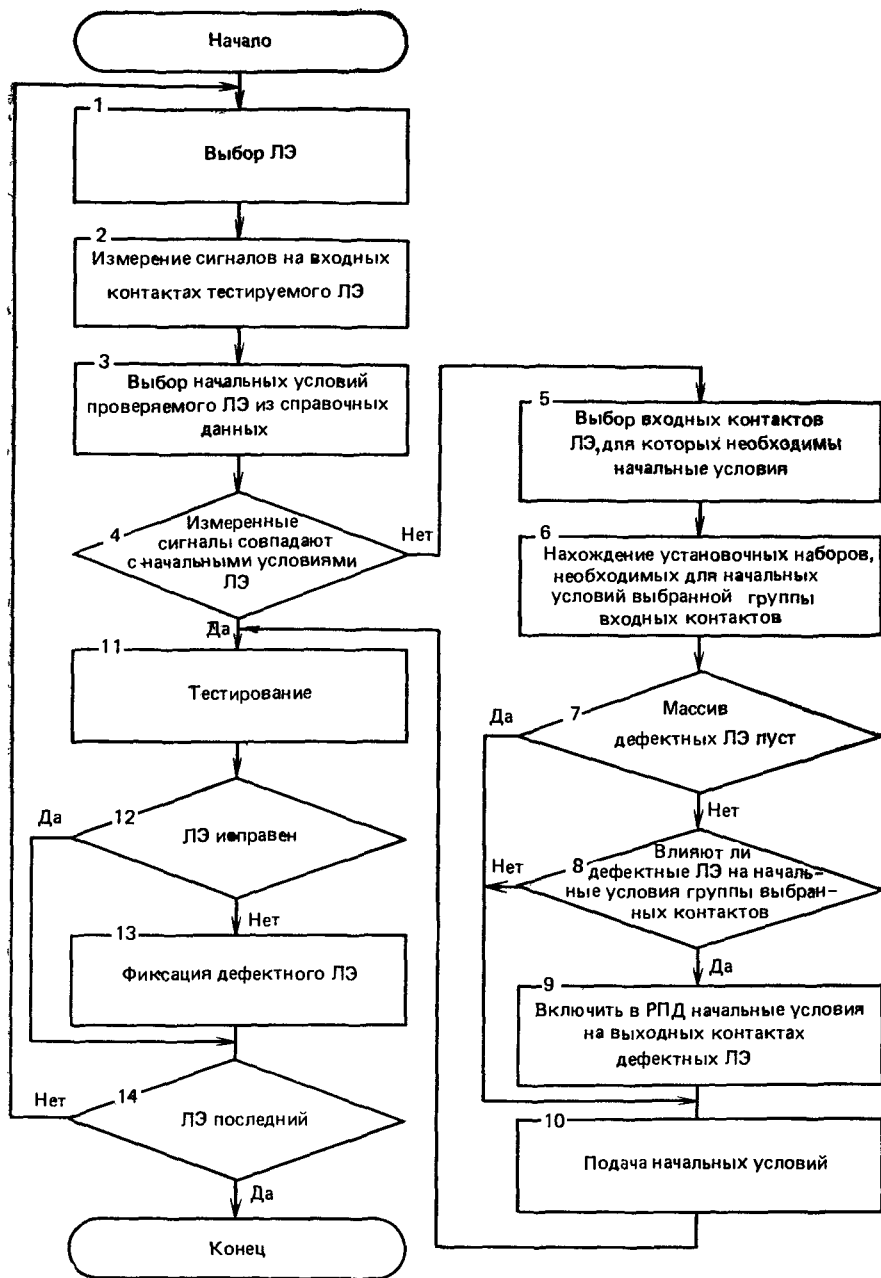 Начало
1
Выбор ЛЭ
2
Измерение сигналов на входных
контактах тестируемого ЛЭ
3
Выбор начальных условий
проверяемого ЛЭ из справочных
данных
4
Измеренные
сигналы совпадают
с начальными условиями
ЛЭ
Нет
Да
5
Выбор входных контактов
ЛЭ, для которых необходимы
начальные условия
6
Нахождение установочных наборов,
необходимых для начальных
условий выбранной группы
входных контактов
7
Массив
дефектных ЛЭ пуст
Да
Нет
8
Влияют ли
дефектные ЛЭ на началь-
ные условия группы выбран-
ных контактов
Нет
Да
9
Включить в РПД начальные условия
на выходных контактах
дефектных ЛЭ
10
Подача начальных условий
11
Тестирование
12
ЛЭ исправен
Да
Нет
13
Фиксация дефектного ЛЭ
14
ЛЭ последний
Нет
Да
Конец